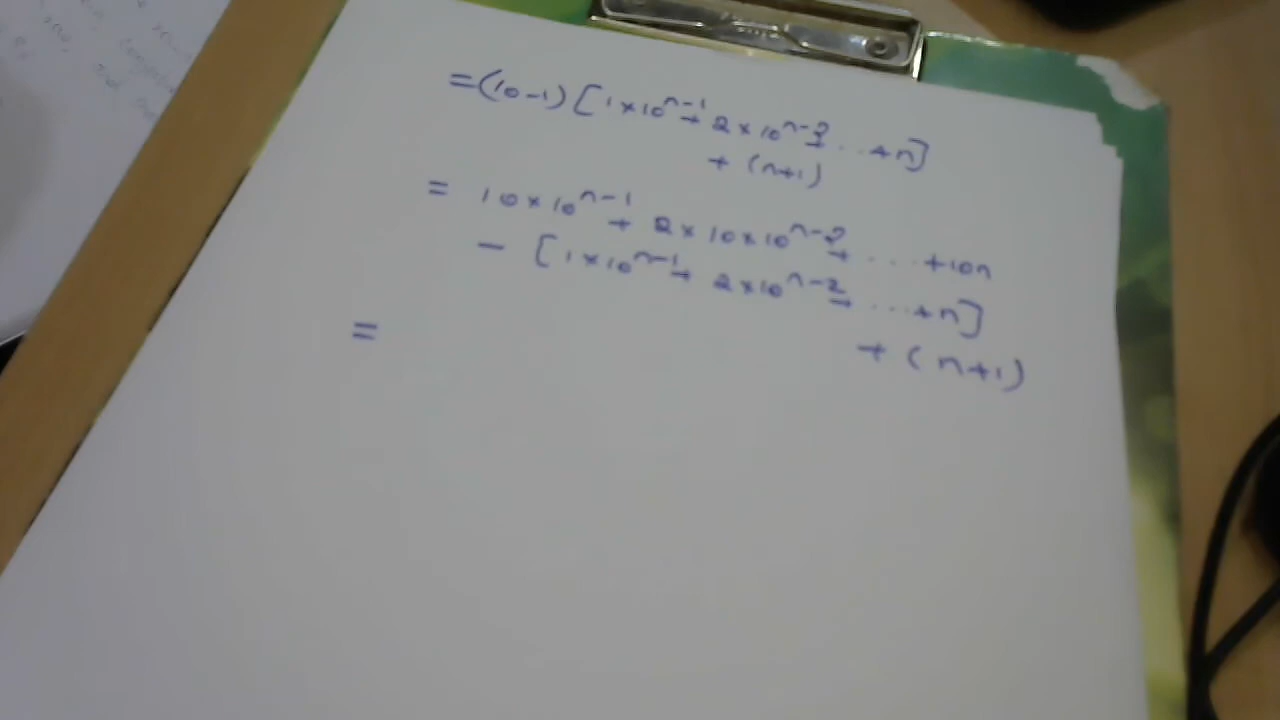 =(10-1)[1×10^{n-1}+2×10^{n-2}+...+n]
+(n+1)
= 10×10^{n-1}+2×10×10^{n-2}+...+10n
- [1×10^{n-1}+2×10^{n-2}+...+n]
+(n+1)
=